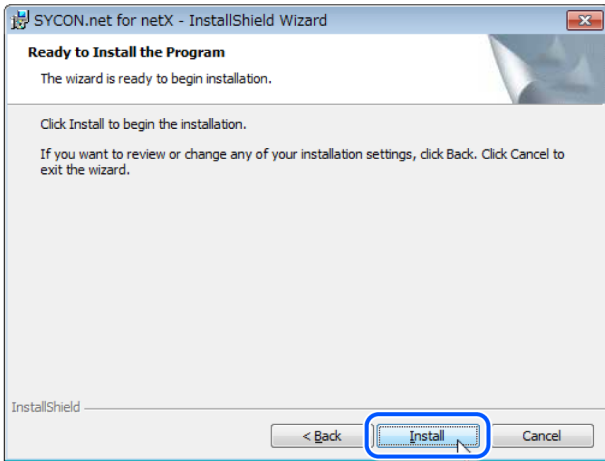 SYCON.net for netX - InstallShield Wizard
Ready to Install the Program
The wizard is ready to begin installation.
Click Install to begin the installation.
If you want to review or change any of your installation settings, click Back. Click Cancel to
exit the wizard.
InstallShield
< Back
Install
Cancel